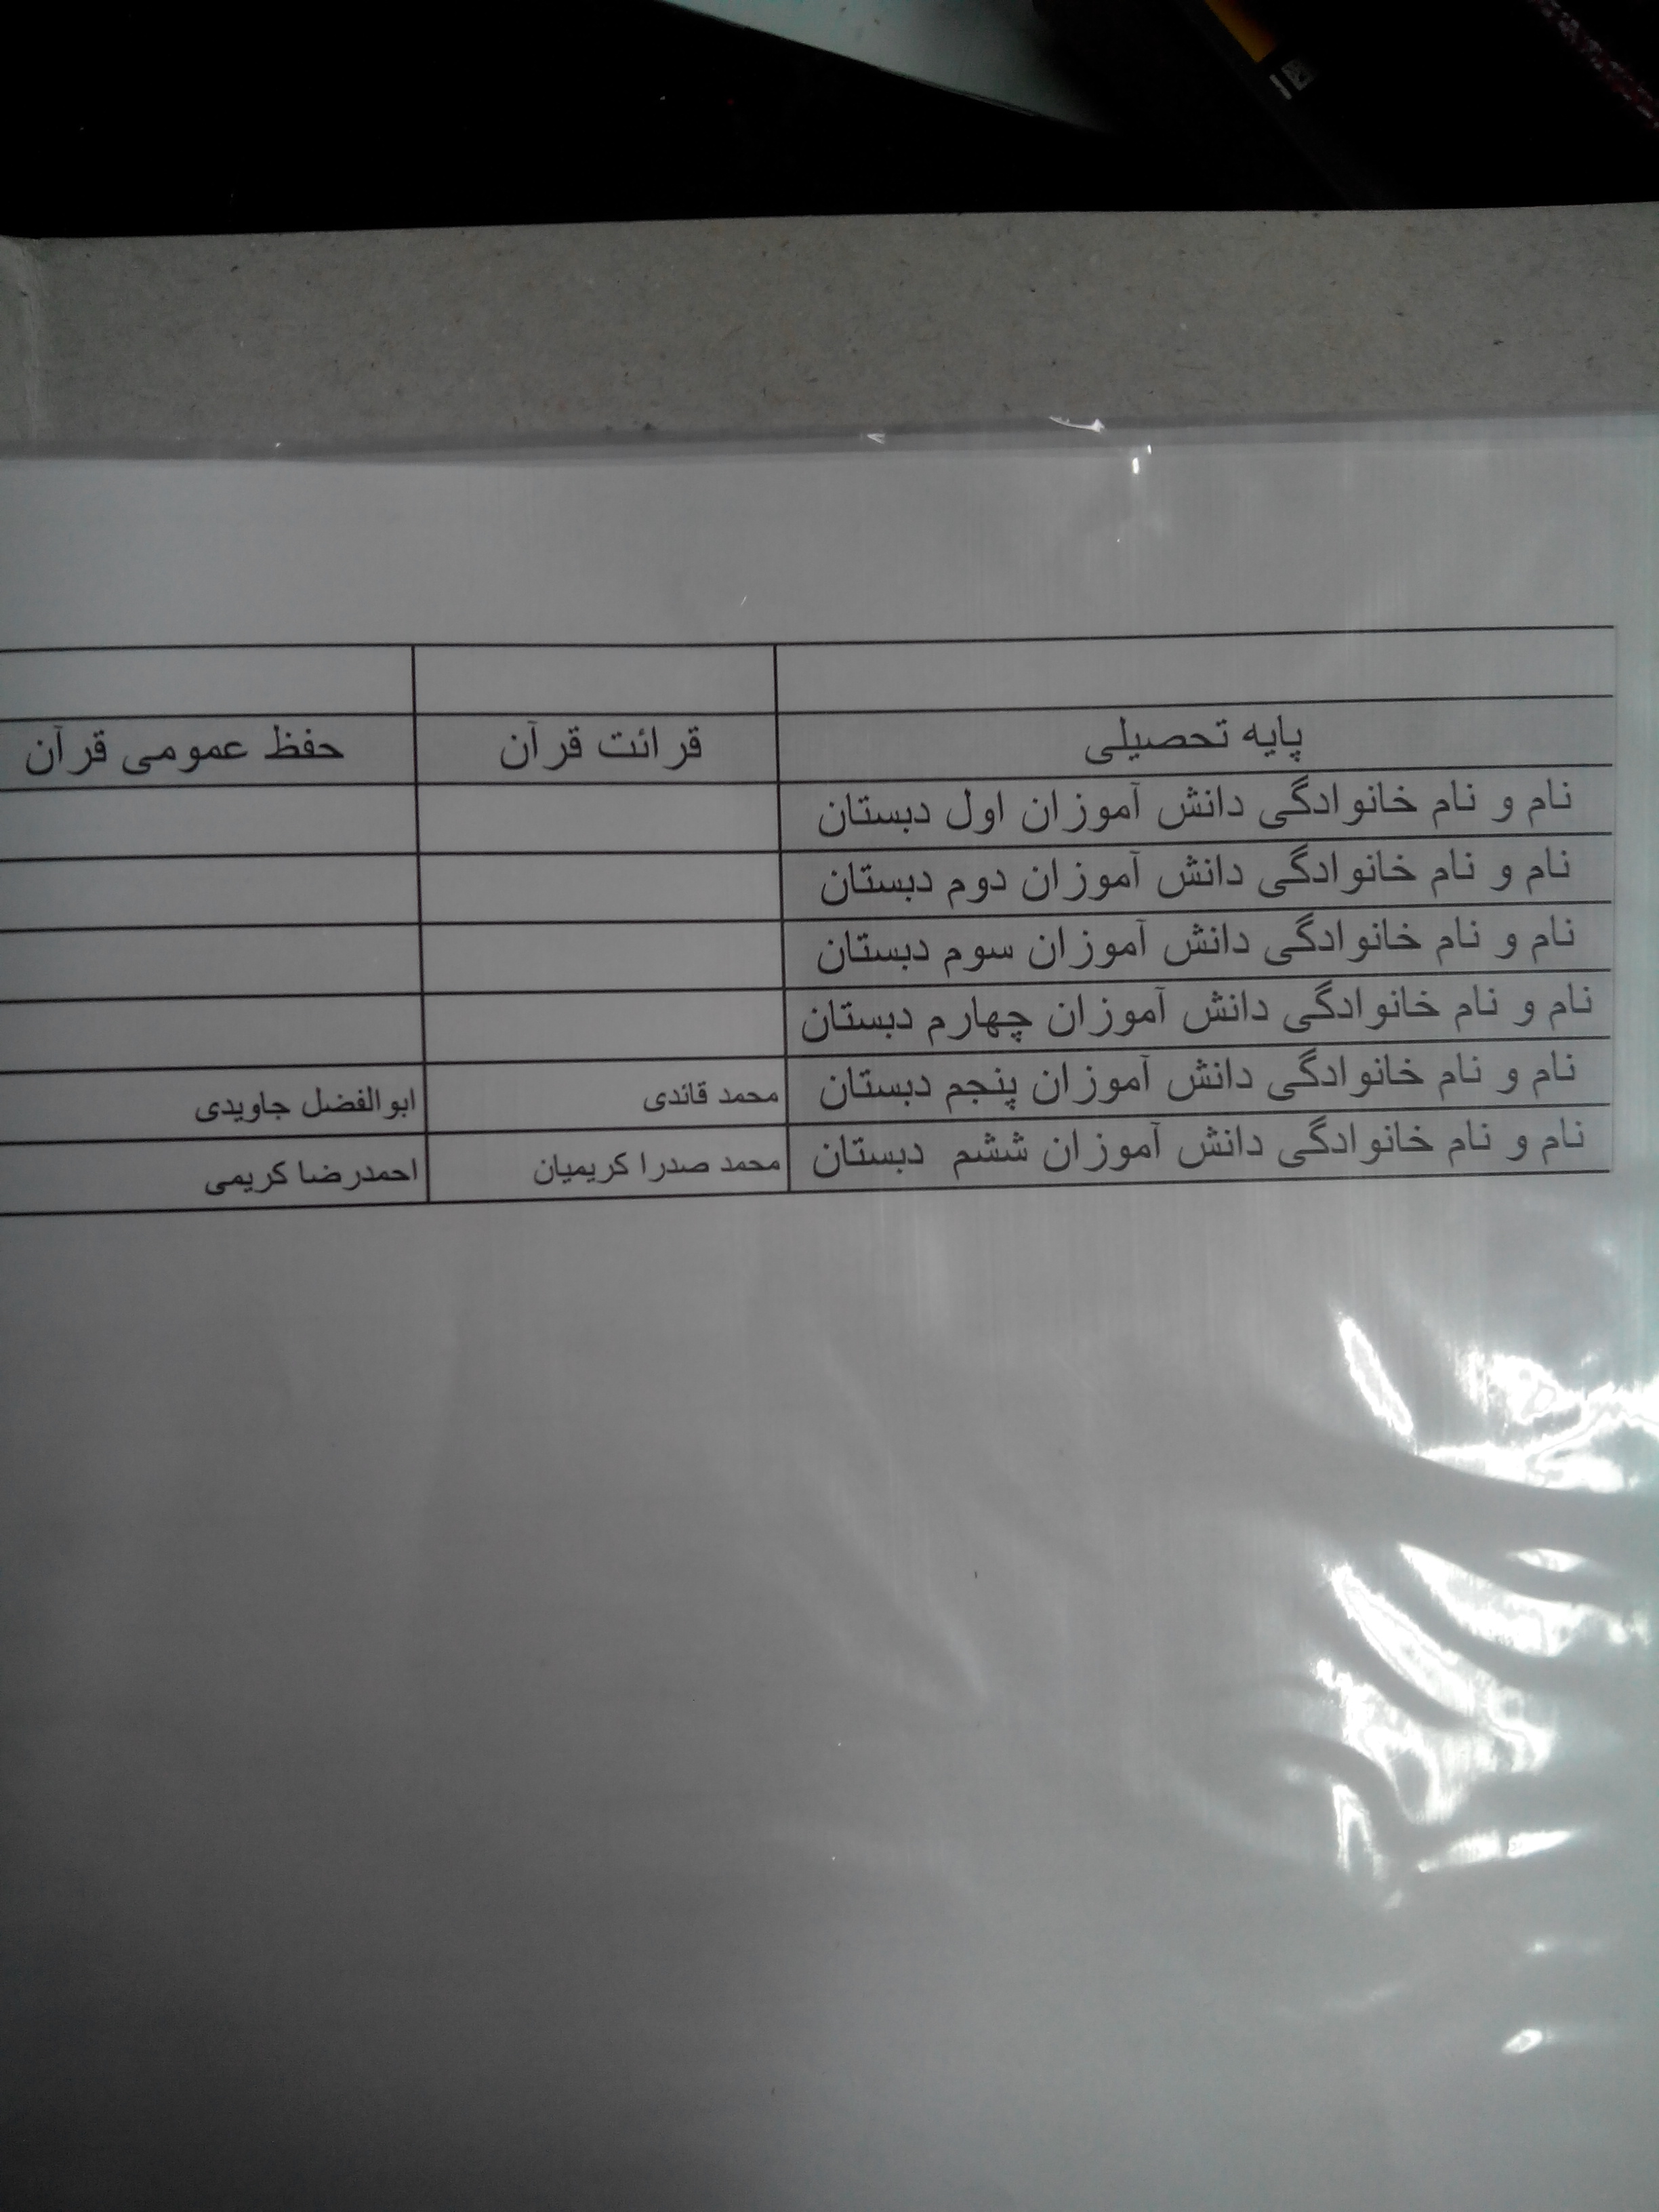 پایه تحصیلی قرائت قرآن حفظ عمومی قرآن
نام و نام خانوادگی دانش آموزان اول دبستان
نام و نام خانوادگی دانش آموزان دوم دبستان
نام و نام خانوادگی دانش آموزان سوم دبستان
نام و نام خانوادگی دانش آموزان چهارم دبستان
نام و نام خانوادگی دانش آموزان پنجم دبستان محمد قائدی ابوالفضل جاویدی
نام و نام خانوادگی دانش آموزان ششم دبستان محمد صدرا کریمیان احمدرضا کریمی